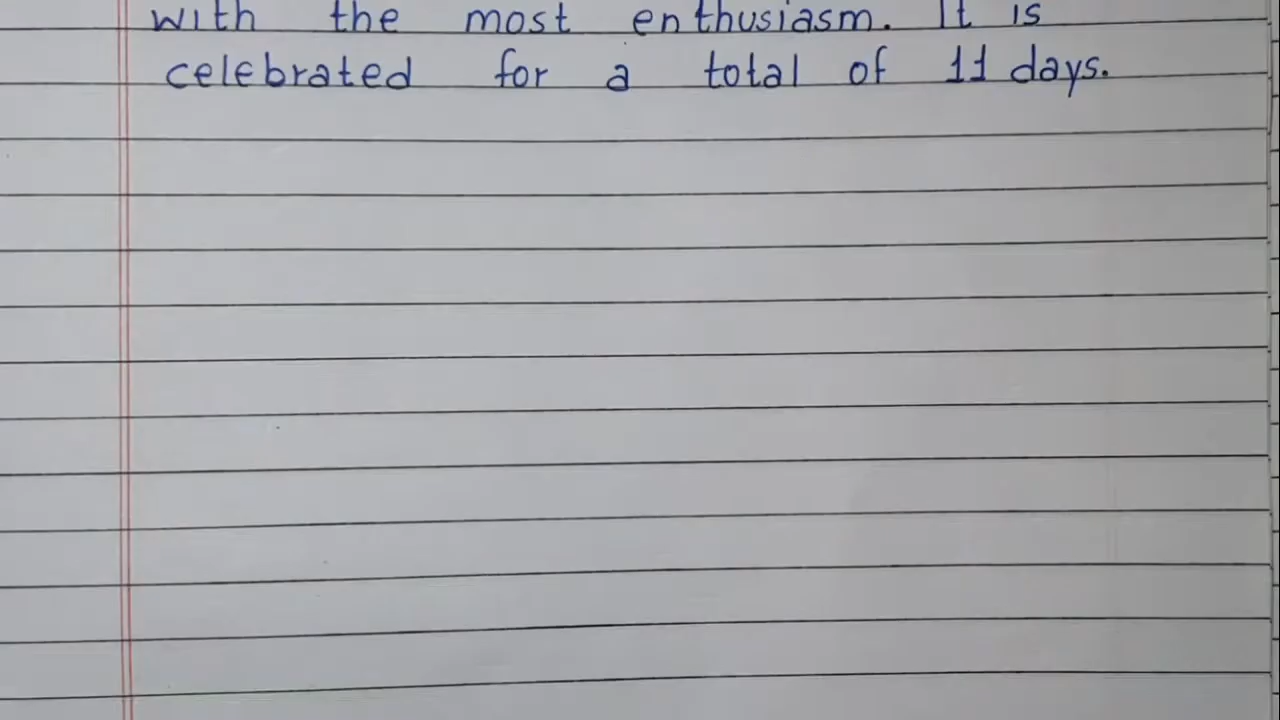 with the most enthusiasm. It is
celebrated for a total of 11 days.